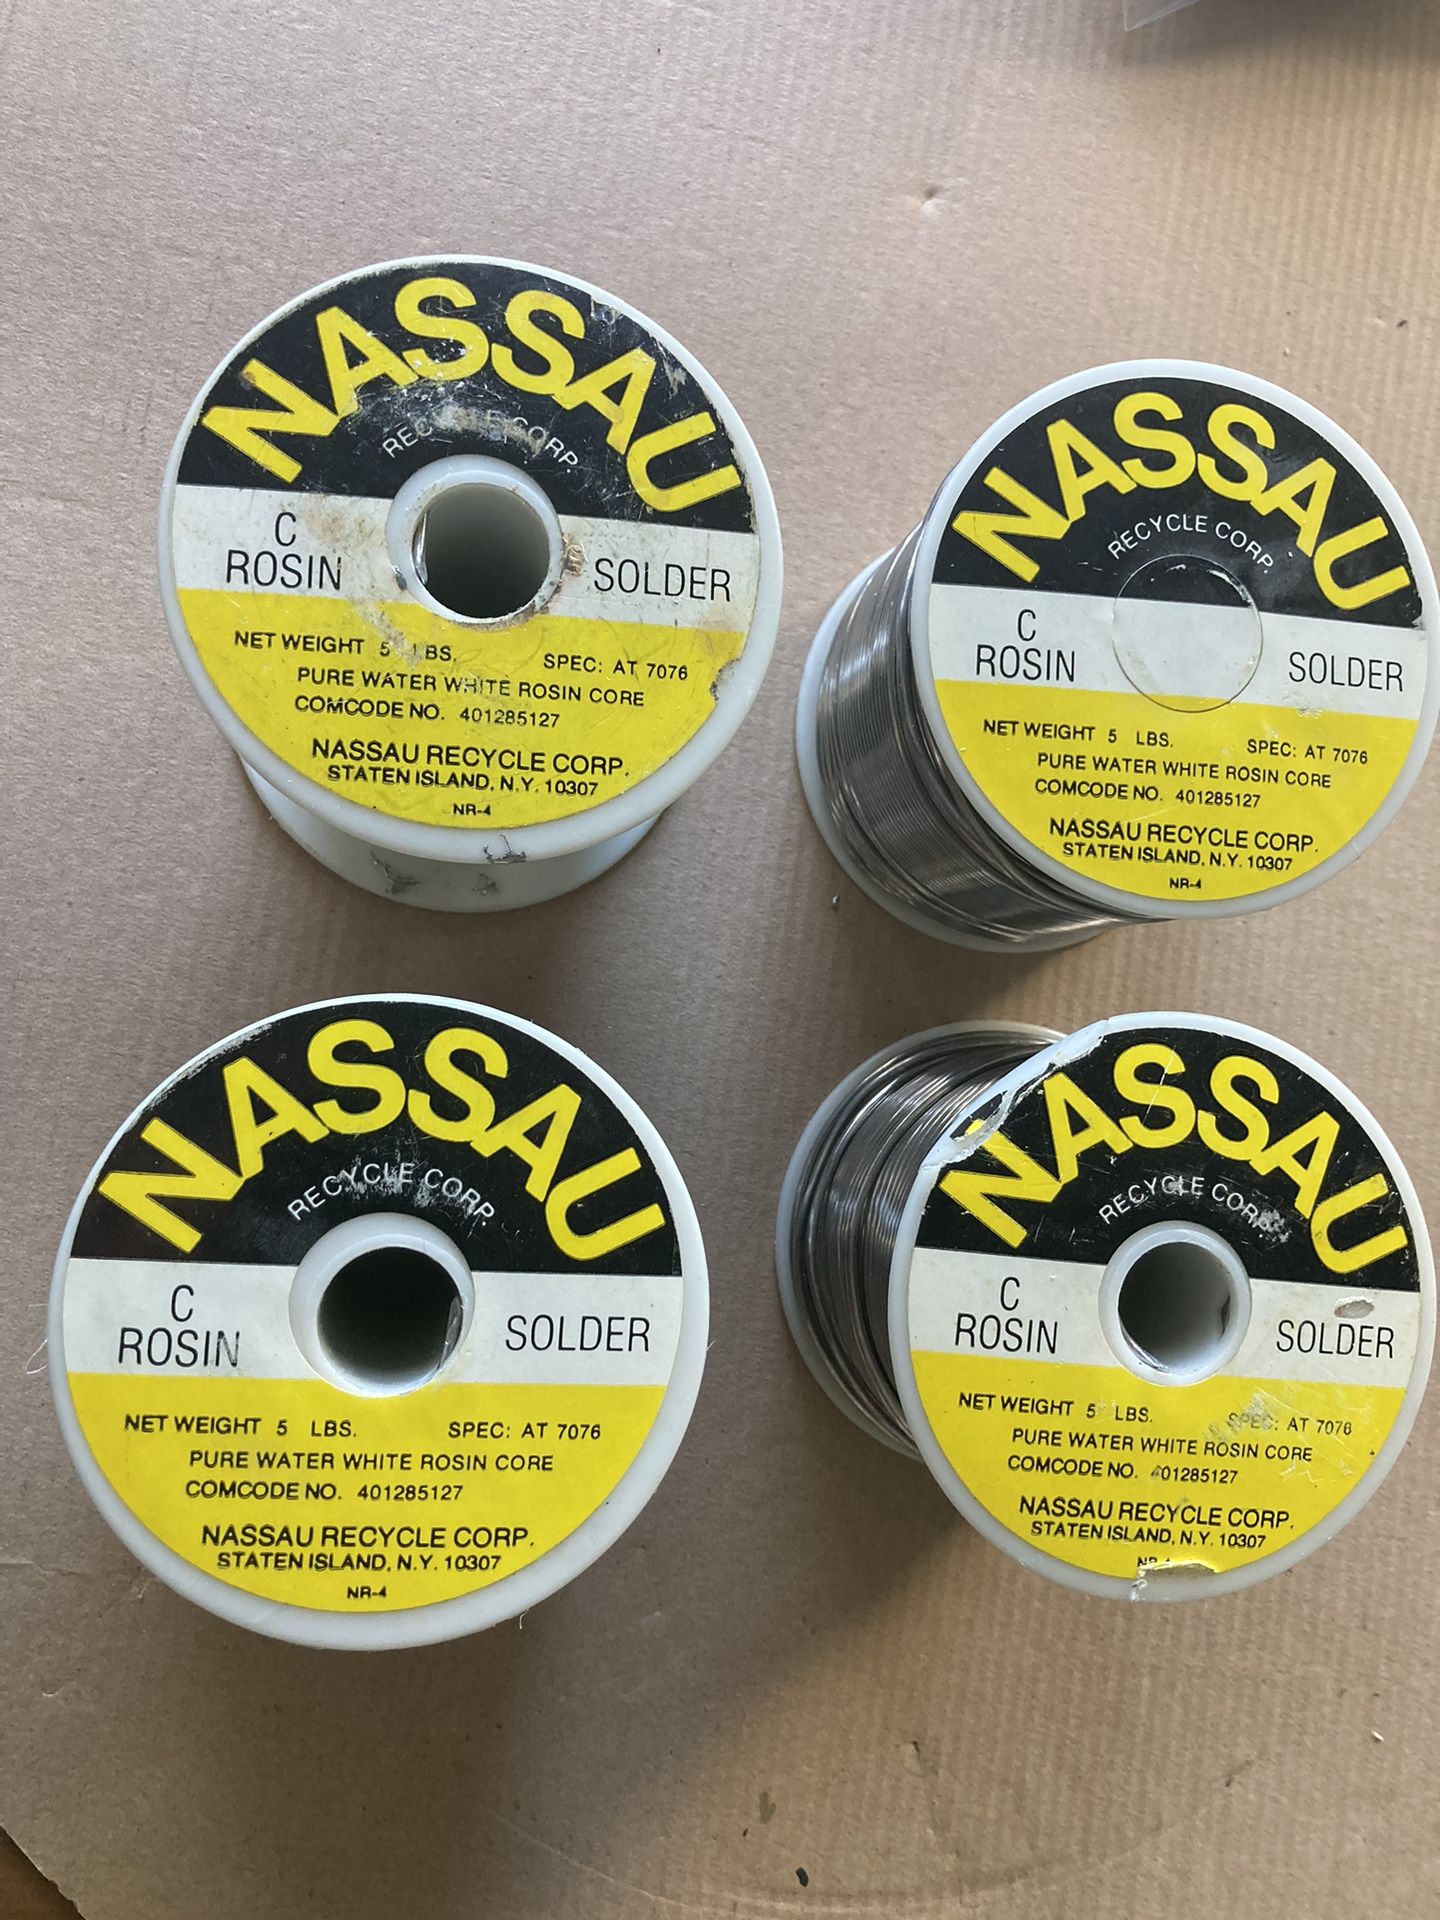 NASSAU
RECYCLE CORP.
C
ROSIN
SOLDER
NET WEIGHT 5 LBS.
SPEC: AT 7076
PURE WATER WHITE ROSIN CORE
COMCODE NO. 401285127
NASSAU RECYCLE CORP.
STATEN ISLAND, N.Y. 10307
NR-4
NASSAU
RECYCLE CORP.
C
ROSIN
SOLDER
NET WEIGHT 5 LBS.
SPEC: AT 7076
PURE WATER WHITE ROSIN CORE
COMCODE NO. 401285127
NASSAU RECYCLE CORP.
STATEN ISLAND, N.Y. 10307
NR-4
NASSAU
RECYCLE CORP.
C
ROSIN
SOLDER
NET WEIGHT 5 LBS.
SPEC: AT 7076
PURE WATER WHITE ROSIN CORE
COMCODE NO. 401285127
NASSAU RECYCLE CORP.
STATEN ISLAND, N.Y. 10307
NR-4
NASSAU
RECYCLE CORP.
C
ROSIN
SOLDER
NET WEIGHT 5 LBS.
SPEC: AT 7076
PURE WATER WHITE ROSIN CORE
COMCODE NO. 401285127
NASSAU RECYCLE CORP.
STATEN ISLAND, N.Y. 10307